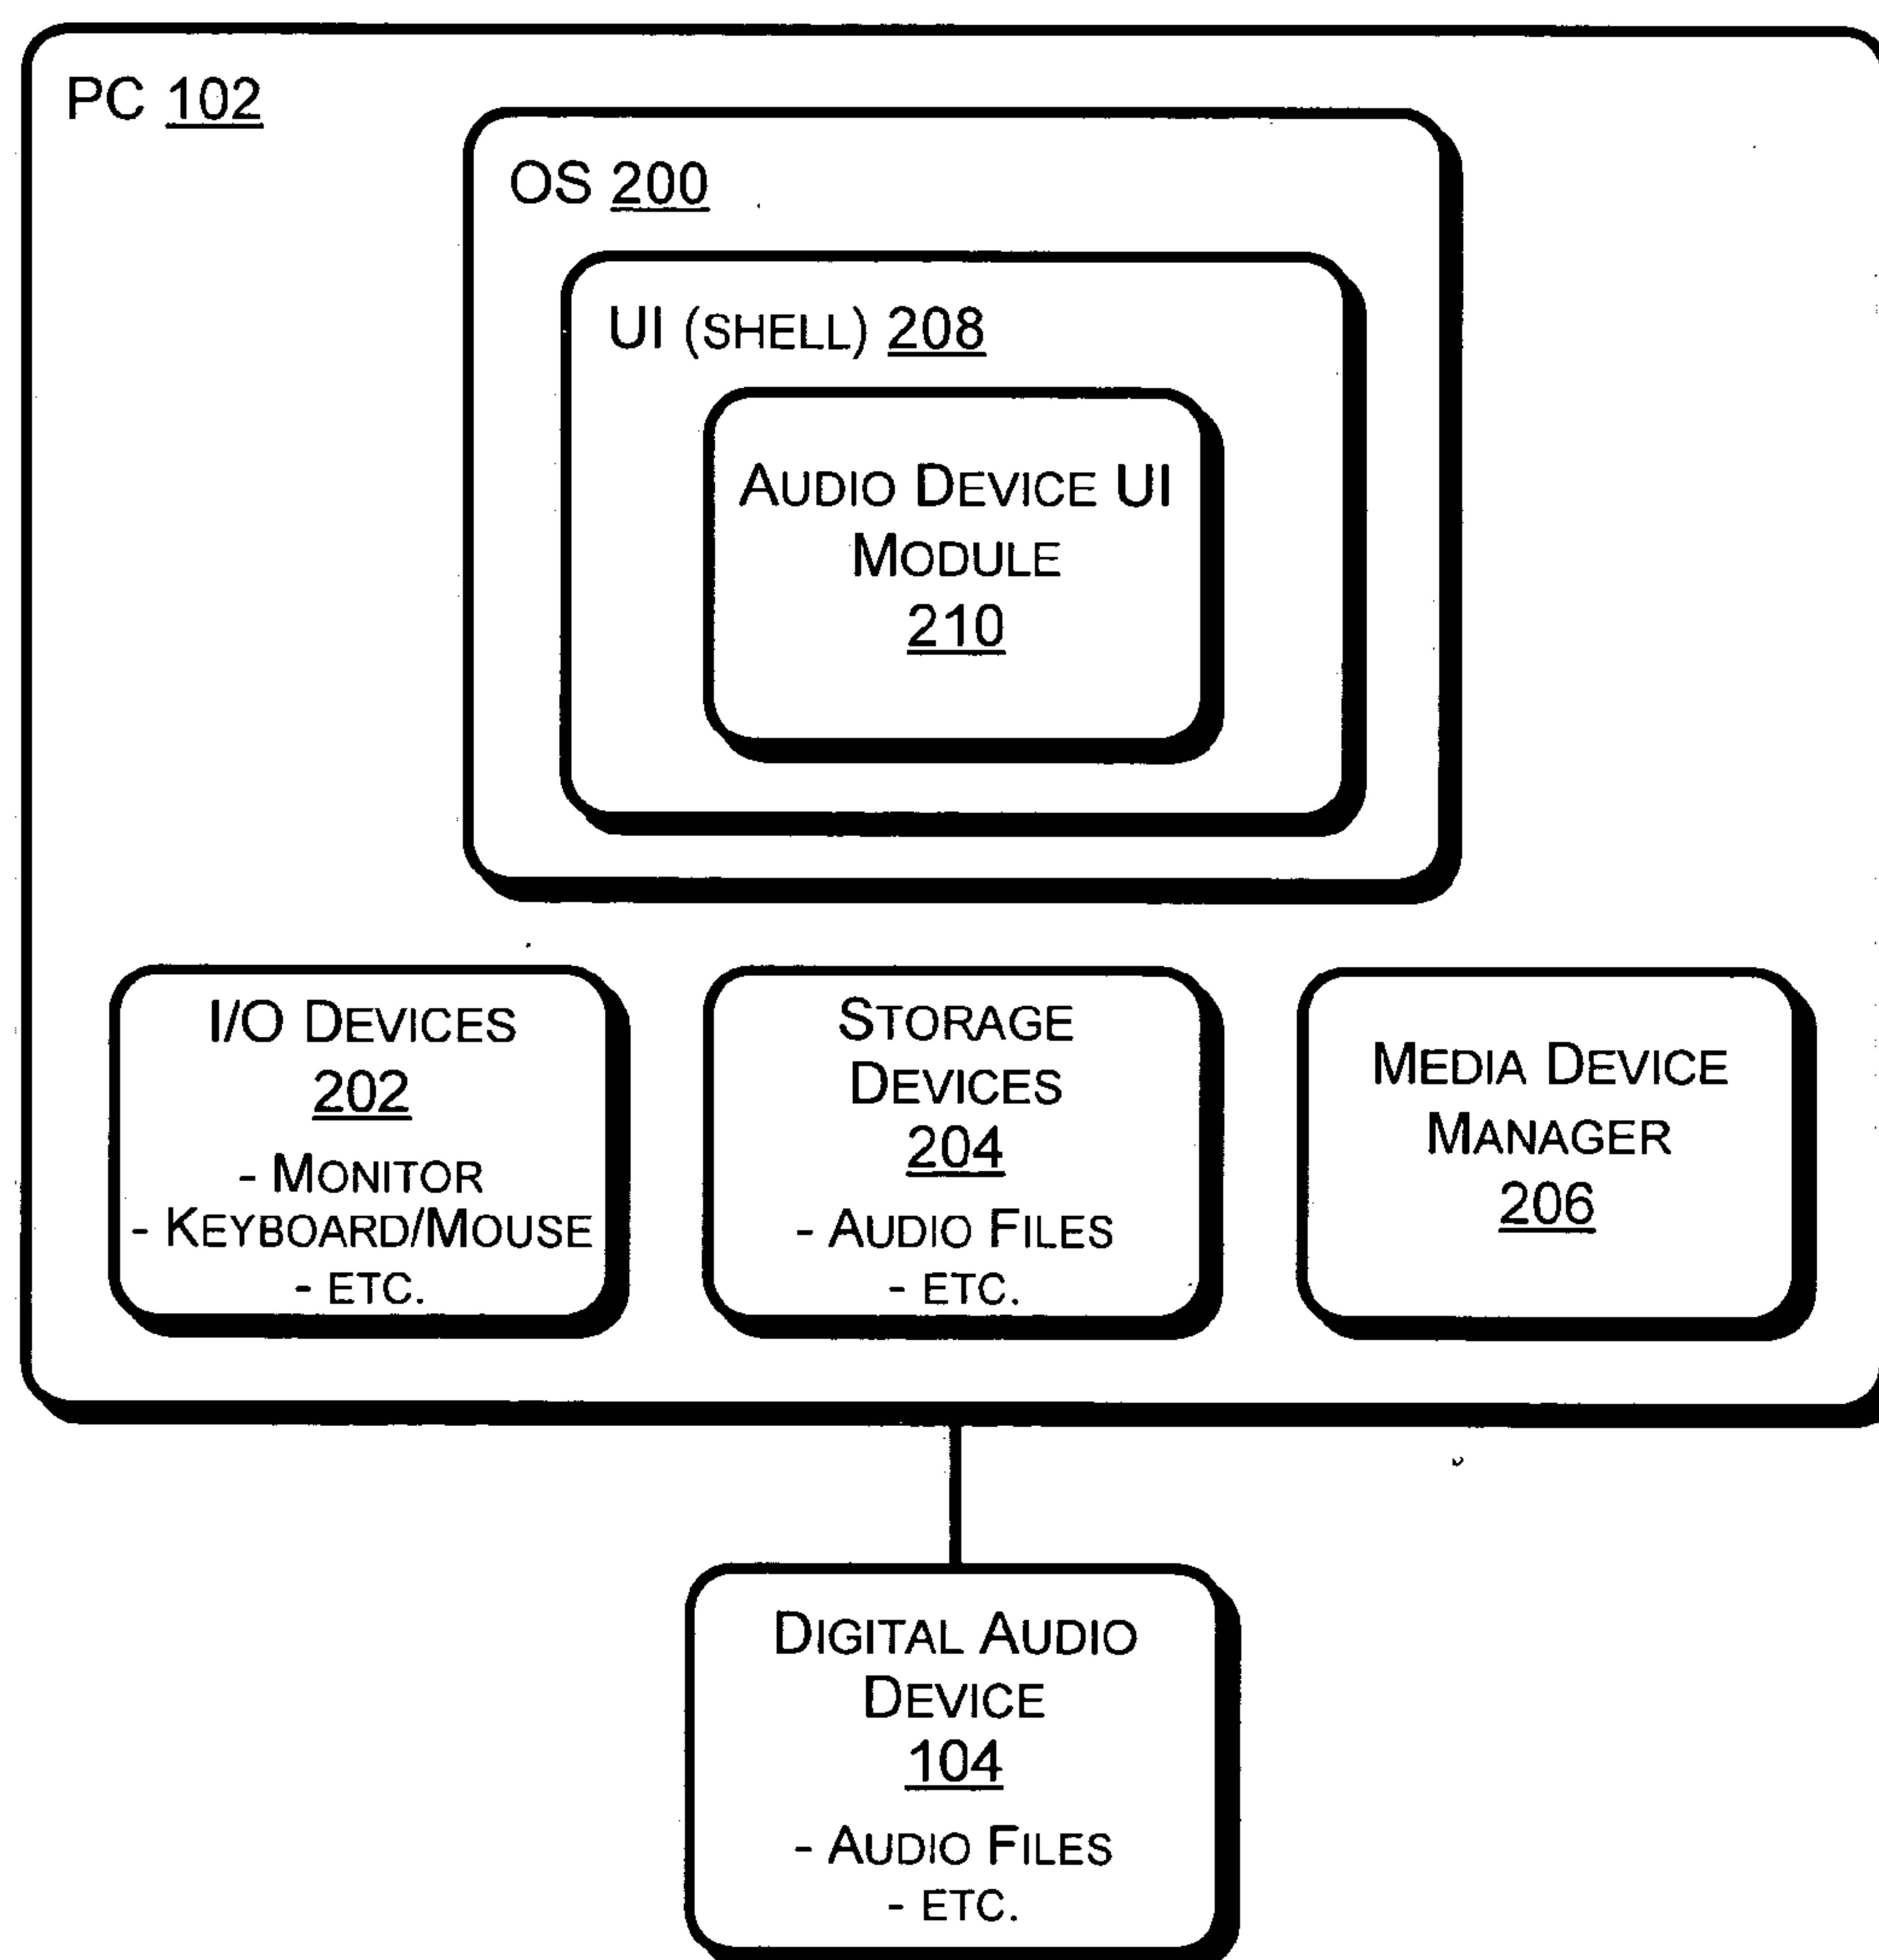 PC 102
OS 200
UI (SHELL) 208
AUDIO DEVICE UI
MODULE
210
I/O DEVICES
202
- MONITOR
- KEYBOARD/MOUSE
- ETC.
STORAGE
DEVICES
204
- AUDIO FILES
- ETC.
MEDIA DEVICE
MANAGER
206
DIGITAL AUDIO
DEVICE
104
- AUDIO FILES
- ETC.